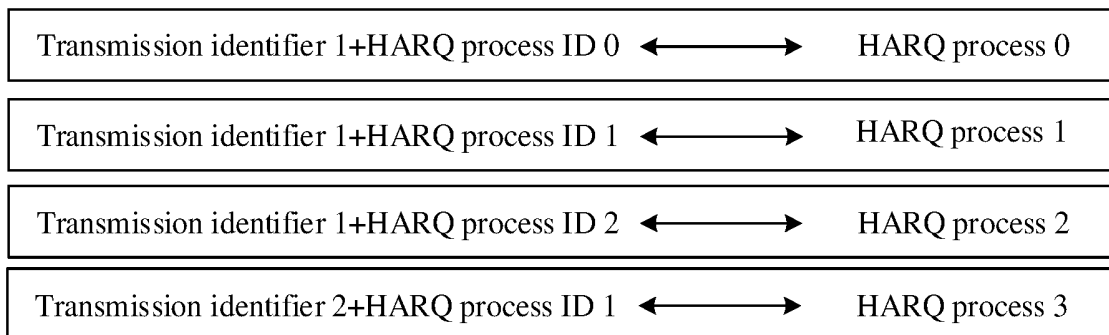 Transmission identifier 1+HARQ process ID 0 HARQ process 0
Transmission identifier 1+HARQ process ID 1 HARQ process 1
Transmission identifier 1+HARQ process ID 2 HARQ process 2
Transmission identifier 2+HARQ process ID 1 HARQ process 3